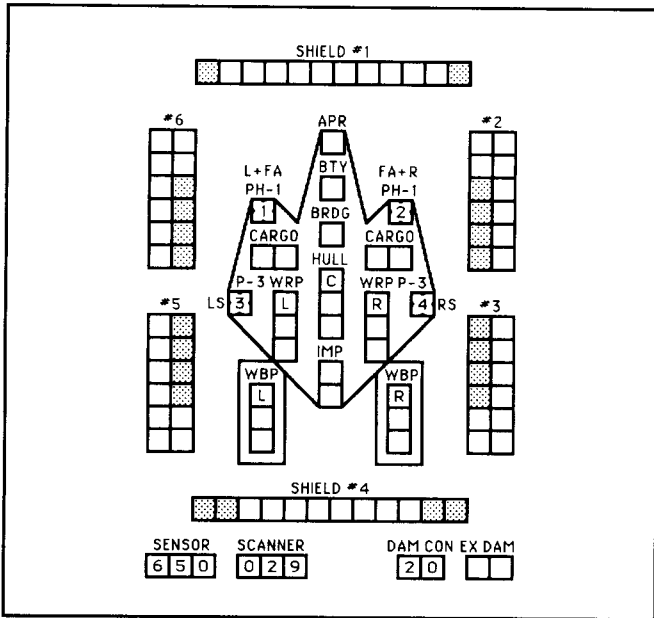 SHIELD #1
#6
APR
#2
L+FA
BTY
FA+R
PH-1
PH-1
1
BRDG
2
CARGO
CARGO
HULL
C
P-3 WRP
WRP P-3
LS 3
L
R
4 RS
#5
#3
IMP
WBP
WBP
L
R
SHIELD #4
SENSOR
SCANNER
DAM CON
EX DAM
6 5 0
0 2 9
2 0